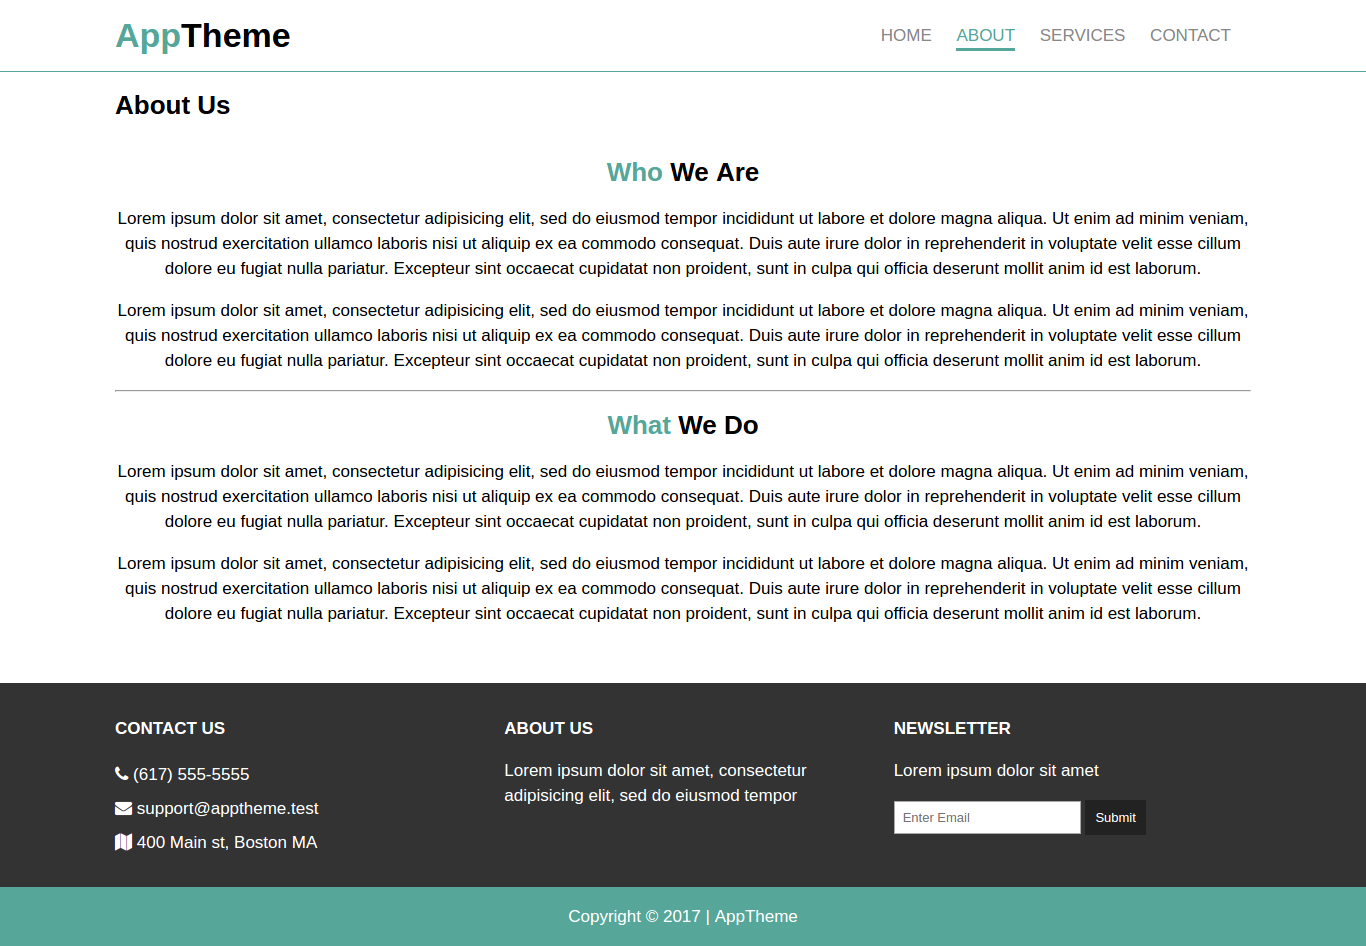 AppTheme
HOME ABOUT SERVICES CONTACT
About Us
Who We Are
Lorem ipsum dolor sit amet, consectetur adipisicing elit, sed do eiusmod tempor incididunt ut labore et dolore magna aliqua. Ut enim ad minim veniam,
quis nostrud exercitation ullamco laboris nisi ut aliquip ex ea commodo consequat. Duis aute irure dolor in reprehenderit in voluptate velit esse cillum
dolore eu fugiat nulla pariatur. Excepteur sint occaecat cupidatat non proident, sunt in culpa qui officia deserunt mollit anim id est laborum.
Lorem ipsum dolor sit amet, consectetur adipisicing elit, sed do eiusmod tempor incididunt ut labore et dolore magna aliqua. Ut enim ad minim veniam,
quis nostrud exercitation ullamco laboris nisi ut aliquip ex ea commodo consequat. Duis aute irure dolor in reprehenderit in voluptate velit esse cillum
dolore eu fugiat nulla pariatur. Excepteur sint occaecat cupidatat non proident, sunt in culpa qui officia deserunt mollit anim id est laborum.
What We Do
Lorem ipsum dolor sit amet, consectetur adipisicing elit, sed do eiusmod tempor incididunt ut labore et dolore magna aliqua. Ut enim ad minim veniam,
quis nostrud exercitation ullamco laboris nisi ut aliquip ex ea commodo consequat. Duis aute irure dolor in reprehenderit in voluptate velit esse cillum
dolore eu fugiat nulla pariatur. Excepteur sint occaecat cupidatat non proident, sunt in culpa qui officia deserunt mollit anim id est laborum.
Lorem ipsum dolor sit amet, consectetur adipisicing elit, sed do eiusmod tempor incididunt ut labore et dolore magna aliqua. Ut enim ad minim veniam,
quis nostrud exercitation ullamco laboris nisi ut aliquip ex ea commodo consequat. Duis aute irure dolor in reprehenderit in voluptate velit esse cillum
dolore eu fugiat nulla pariatur. Excepteur sint occaecat cupidatat non proident, sunt in culpa qui officia deserunt mollit anim id est laborum.
CONTACT US
(617) 555-5555
support@apptheme.test
400 Main st, Boston MA
ABOUT US
Lorem ipsum dolor sit amet, consectetur
adipisicing elit, sed do eiusmod tempor
NEWSLETTER
Lorem ipsum dolor sit amet
Enter Email Submit
Copyright © 2017 | AppTheme